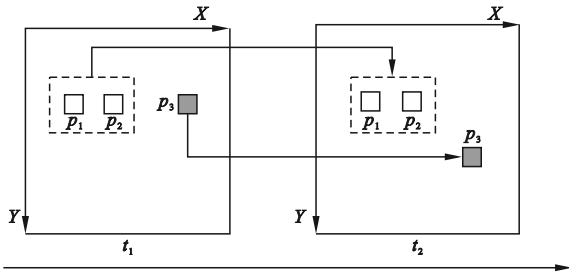 X X
p₃
p₁ p₂ p₁ p₂
p₃
Y Y
t₁ t₂